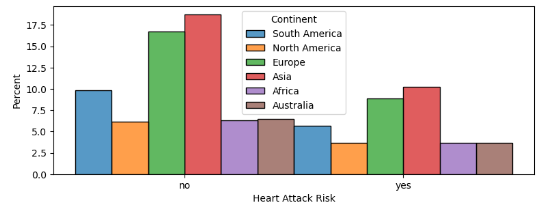 Continent
South America
North America
Europe
Asia
Africa
Australia
Percent
17.5
15.0
12.5
10.0
7.5
5.0
2.5
0.0
no
yes
Heart Attack Risk